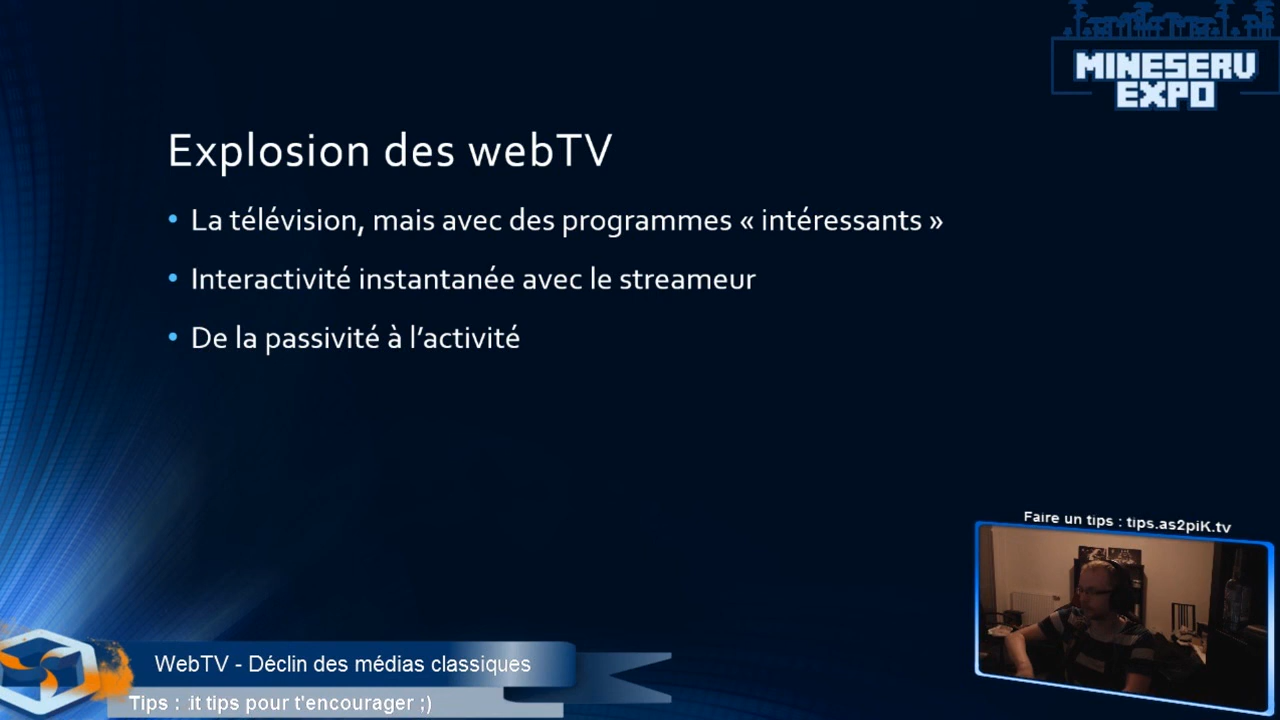 MINESERV
EXPO
Explosion des webTV
• La télévision, mais avec des programmes « intéressants »
• Interactivité instantanée avec le streameur
• De la passivité à l’activité
Faire un tips : tips.as2piK.tv
WebTV - Déclin des médias classiques
Tips : it tips pour t'encourager ;)